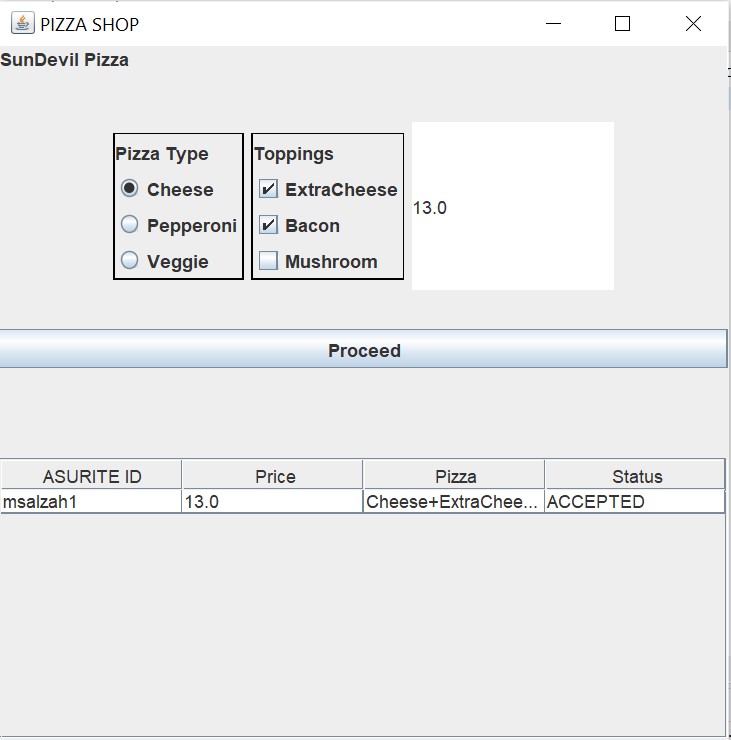 PIZZA SHOP
SunDevil Pizza
Pizza Type
Cheese
Pepperoni
Veggie
Toppings
ExtraCheese
Bacon
Mushroom
13.0
Proceed
ASURITE ID Price Pizza Status
msalzah1 13.0 Cheese+ExtraChee... ACCEPTED